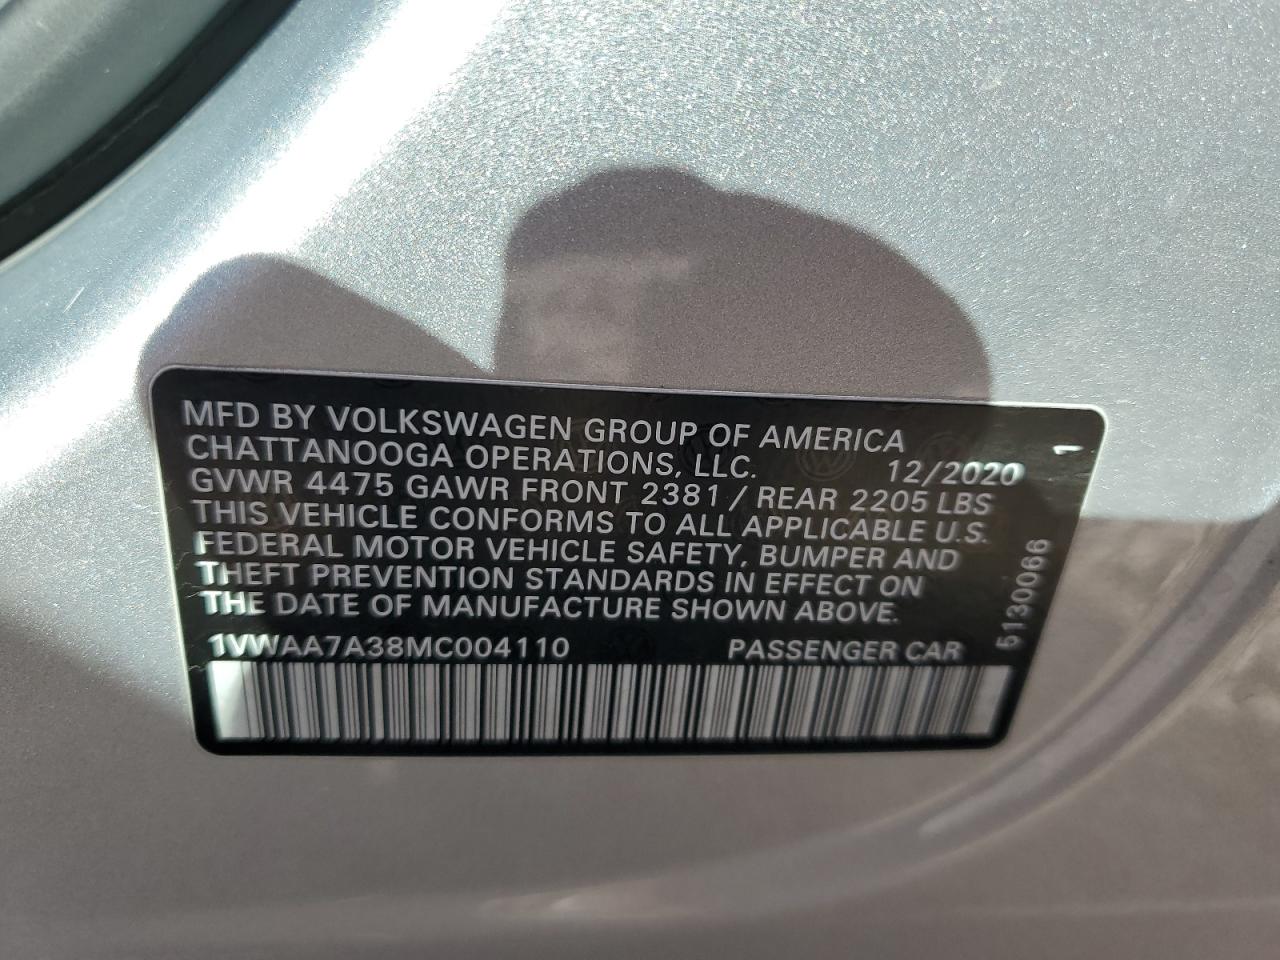 MFD BY VOLKSWAGEN GROUP OF AMERICA
CHATTANOOGA OPERATIONS, LLC. 12/2020
GVWR 4475 GAWR FRONT 2381 / REAR 2205 LBS
THIS VEHICLE CONFORMS TO ALL APPLICABLE U.S.
FEDERAL MOTOR VEHICLE SAFETY, BUMPER AND
THEFT PREVENTION STANDARDS IN EFFECT ON
THE DATE OF MANUFACTURE SHOWN ABOVE.
1VWAA7A38MC004110 PASSENGER CAR
5130066 1